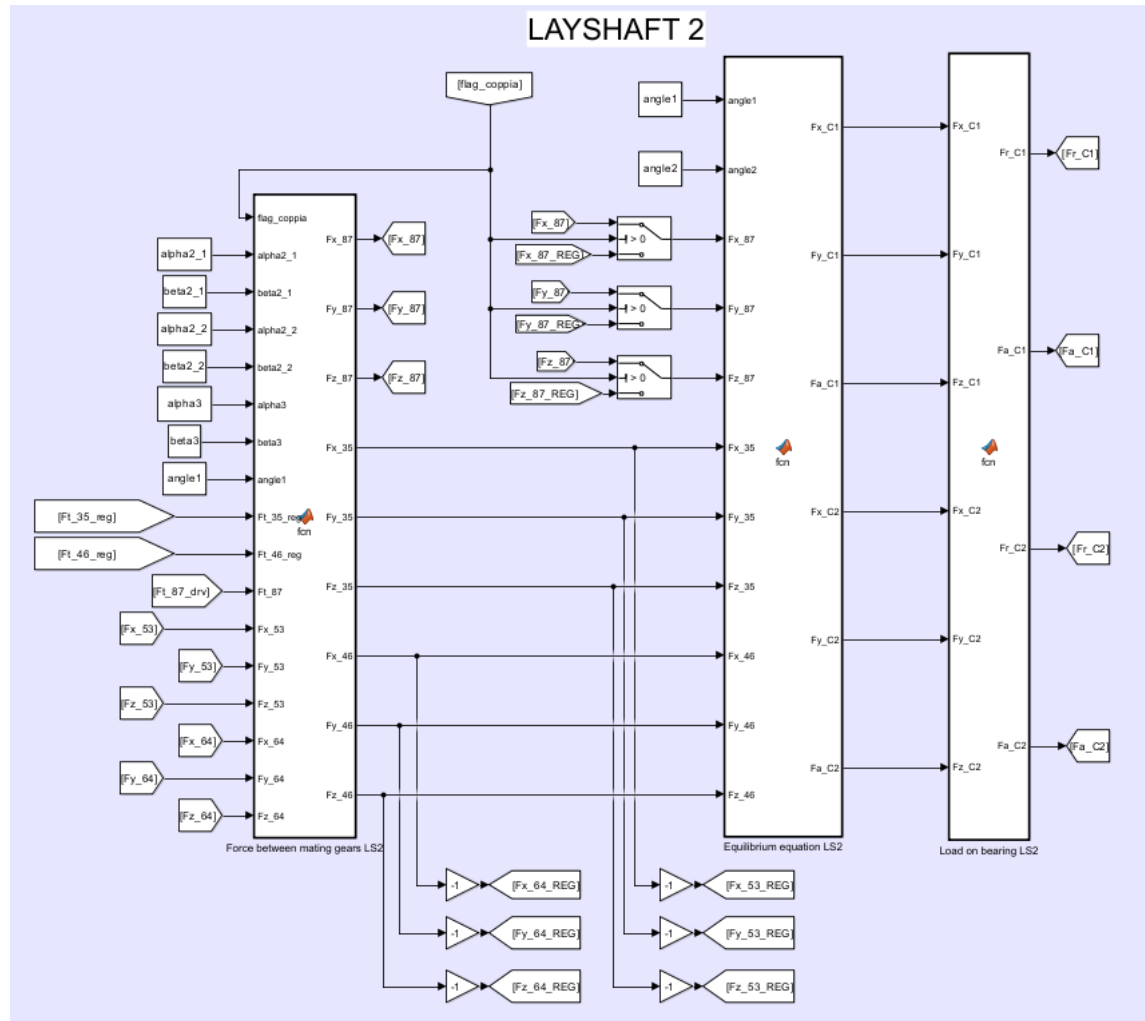 LAYSHAFT 2
[flag_coppia]
angle1
angle2
[Fx_87]
> 0
[Fx_87_REG]
[Fy_87]
> 0
[Fy_87_REG]
[Fz_87]
> 0
[Fz_87_REG]
alpha2_1
beta2_1
alpha2_2
beta2_2
alpha3
beta3
angle1
[Ft_35_reg]
[Ft_46_reg]
[Ft_87_drv]
[Fx_53]
[Fy_53]
[Fz_53]
[Fx_64]
[Fy_64]
[Fz_64]
flag_coppia
alpha2_1
beta2_1
alpha2_2
beta2_2
alpha3
beta3
angle1
Ft_35_reg
Ft_46_reg
Ft_87
Fx_53
Fy_53
Fz_53
Fx_64
Fy_64
Fz_64
fcn
Fx_87
Fy_87
Fz_87
Fx_35
Fy_35
Fz_35
Fx_46
Fy_46
Fz_46
Force between mating gears LS2
[Fx_87]
[Fy_87]
[Fz_87]
angle1
angle2
Fx_87
Fy_87
Fz_87
Fx_35
Fy_35
Fz_35
Fx_46
Fy_46
Fz_46
fcn
Fx_C1
Fy_C1
Fa_C1
Fx_C2
Fy_C2
Fa_C2
Equilibrium equation LS2
Fx_C1
Fy_C1
Fz_C1
Fx_C2
Fy_C2
Fz_C2
fcn
Fr_C1
Fa_C1
Fr_C2
Fa_C2
Load on bearing LS2
[Fr_C1]
[Fa_C1]
[Fr_C2]
[Fa_C2]
-1
[Fx_64_REG]
-1
[Fx_53_REG]
-1
[Fy_64_REG]
-1
[Fy_53_REG]
-1
[Fz_64_REG]
-1
[Fz_53_REG]